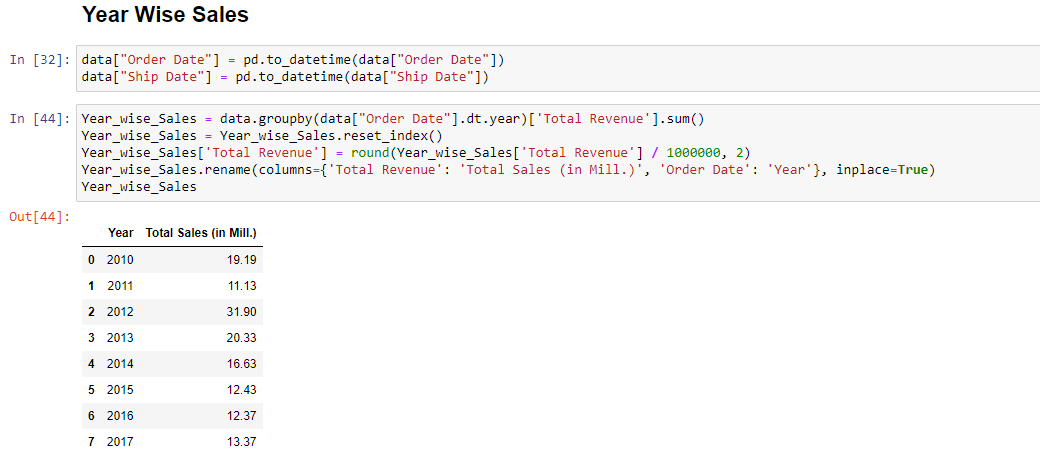 Year Wise Sales
In [32]: data["Order Date"] = pd.to_datetime(data["Order Date"])
data["Ship Date"] = pd.to_datetime(data["Ship Date"])
In [44]: Year_wise_Sales = data.groupby(data["Order Date"].dt.year)['Total Revenue'].sum()
Year_wise_Sales = Year_wise_Sales.reset_index()
Year_wise_Sales['Total Revenue'] = round(Year_wise_Sales['Total Revenue'] / 1000000, 2)
Year_wise_Sales.rename(columns={'Total Revenue': 'Total Sales (in Mill.)', 'Order Date': 'Year'}, inplace=True)
Year_wise_Sales
Out[44]:
Year Total Sales (in Mill.)
0 2010 19.19
1 2011 11.13
2 2012 31.90
3 2013 20.33
4 2014 16.63
5 2015 12.43
6 2016 12.37
7 2017 13.37